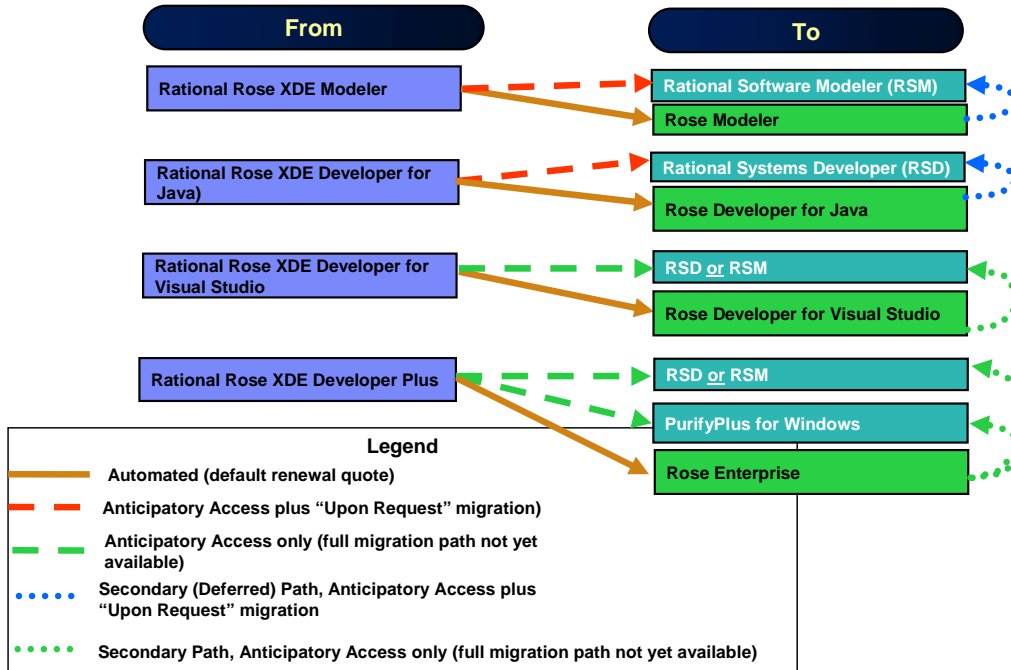 From
To
Rational Rose XDE Modeler
Rational Software Modeler (RSM)
Rose Modeler
Rational Rose XDE Developer for
Java)
Rational Systems Developer (RSD)
Rose Developer for Java
Rational Rose XDE Developer for
Visual Studio
RSD or RSM
Rose Developer for Visual Studio
Rational Rose XDE Developer Plus
RSD or RSM
PurifyPlus for Windows
Rose Enterprise
Legend
Automated (default renewal quote)
Anticipatory Access plus “Upon Request” migration)
Anticipatory Access only (full migration path not yet
available)
Secondary (Deferred) Path, Anticipatory Access plus
“Upon Request” migration
Secondary Path, Anticipatory Access only (full migration path not yet available)